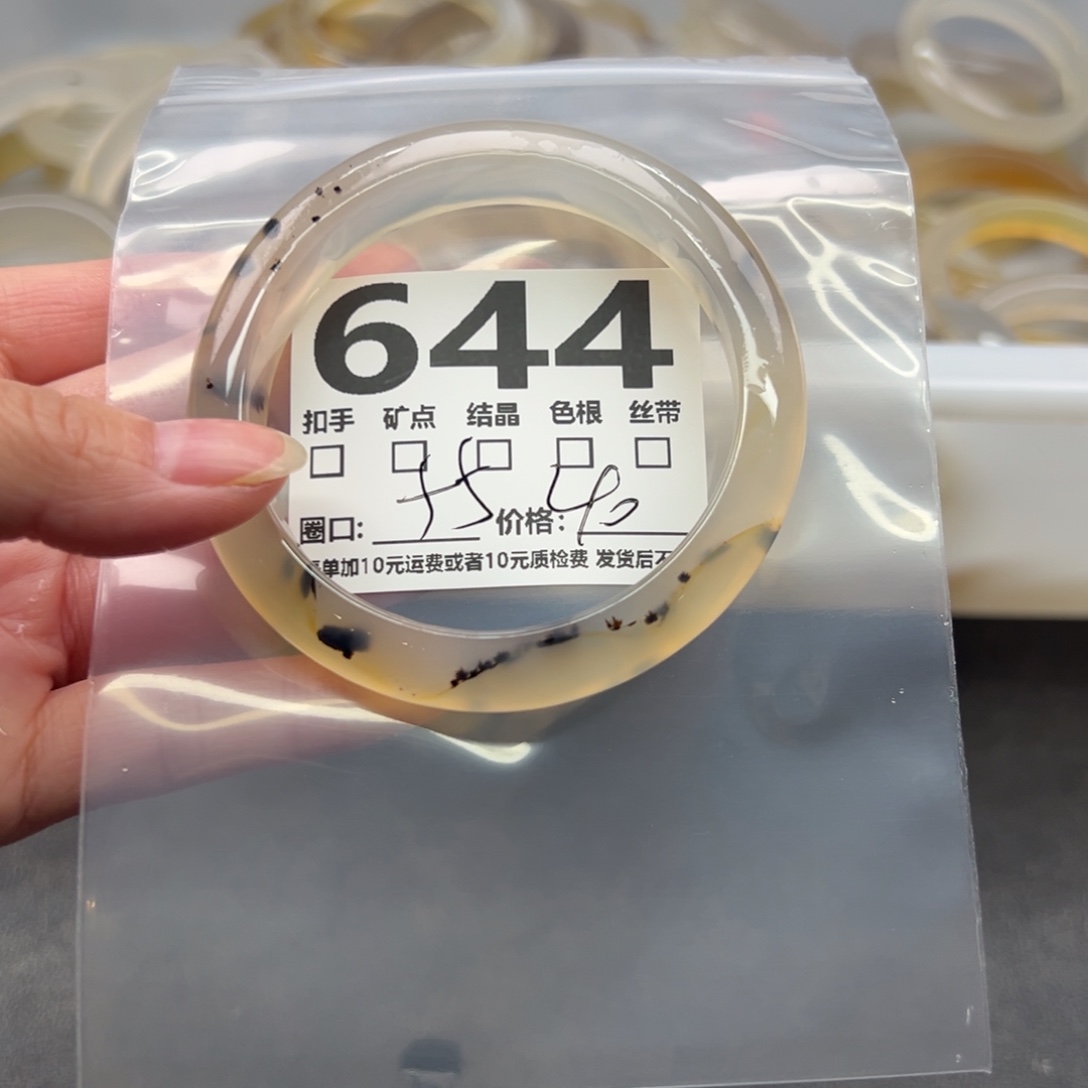 644
扣手 矿点 结晶 色根 丝带
圈口: 55 价格: 40
单加10元运费或者10元质检费 发货后不